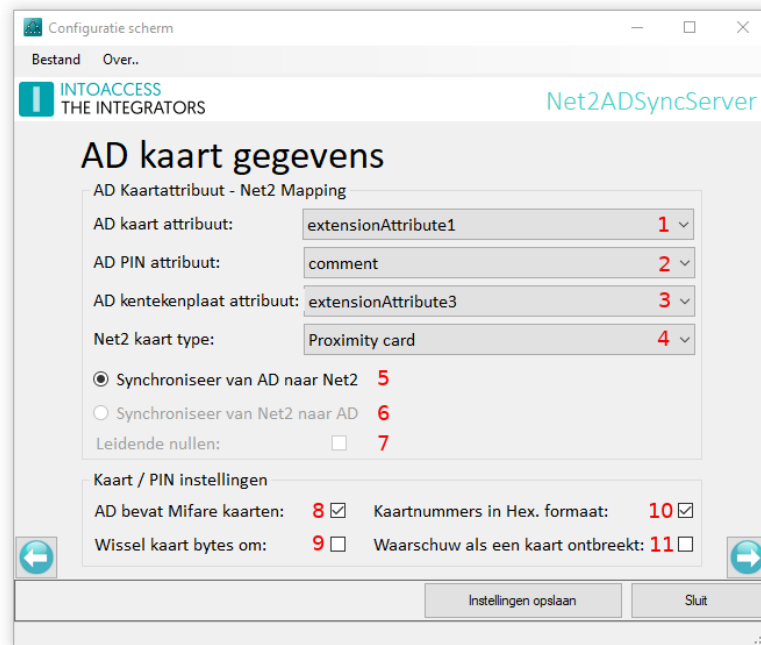 Configuratie scherm
Bestand Over..
INTOACCESS
THE INTEGRATORS
Net2ADSyncServer
AD kaart gegevens
AD Kaartattribuut - Net2 Mapping
AD kaart attribuut: extensionAttribute1 1
AD PIN attribuut: comment 2
AD kentekenplaat attribuut: extensionAttribute3 3
Net2 kaart type: Proximity card 4
Synchroniseer van AD naar Net2 5
Synchroniseer van Net2 naar AD 6
Leidende nullen: 7
Kaart / PIN instellingen
AD bevat Mifare kaarten: 8 Kaartnummers in Hex. formaat: 10
Wissel kaart bytes om: 9 Waarschuw als een kaart ontbreekt: 11
Instellingen opslaan Sluit